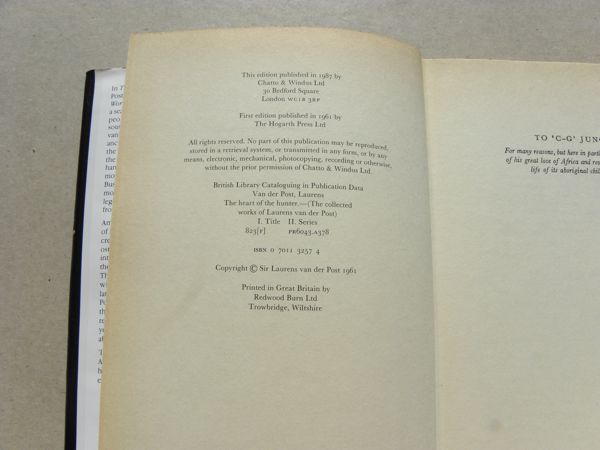 This edition published in 1987 by
Chatto & Windus Ltd
30 Bedford Square
London WC1B 3RP
First edition published in 1961 by
The Hogarth Press Ltd
All rights reserved. No part of this publication may be reproduced,
stored in a retrieval system, or transmitted in any form, or by any
means, electronic, mechanical, photocopying, recording or otherwise,
without the prior permission of Chatto & Windus Ltd.
British Library Cataloguing in Publication Data
Van der Post, Laurens
The heart of the hunter.—(The collected
works of Laurens van der Post)
I. Title II. Series
823[F] PR6043.A378
ISBN 0 7011 3257 4
Copyright © Sir Laurens van der Post 1961
Printed in Great Britain by
Redwood Burn Ltd
Trowbridge, Wiltshire
TO 'C-G' JUN
For many reasons, but here in parti
of his great love of Africa and
life of its aboriginal chil